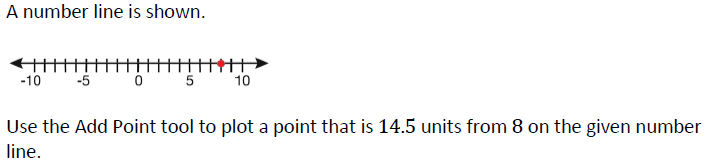 A number line is shown.
-10 -5 0 5 10
Use the Add Point tool to plot a point that is 14.5 units from 8 on the given number
line.